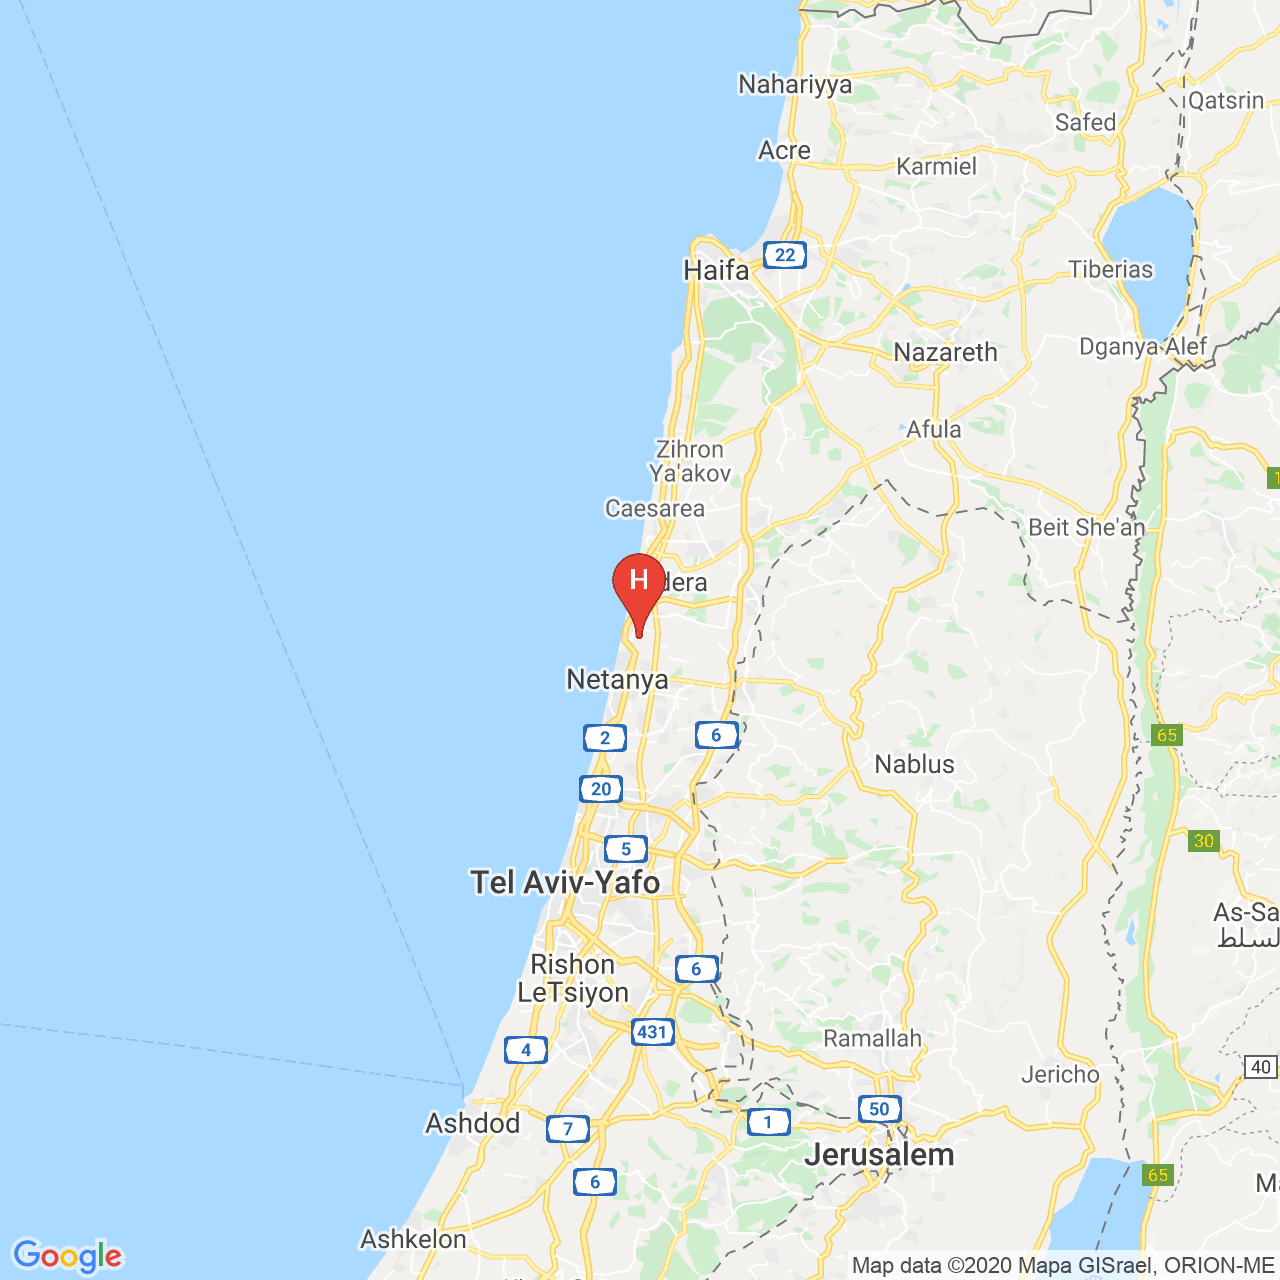 Nahariyya
Qatsrin
Safed
Acre
Karmiel
22
Haifa
Tiberias
Dganya Alef
Nazareth
Afula
Zihron
Ya'akov
Caesarea
Beit She'an
H
dera
Netanya
2
6
65
Nablus
20
30
5
Tel Aviv-Yafo
As-Sa
السلط
Rishon
LeTsiyon
6
431
Ramallah
4
Jericho
40
50
Ashdod
7
1
Jerusalem
6
65
Ma
Ashkelon
Google
Map data ©2020 Mapa GISrael, ORION-ME